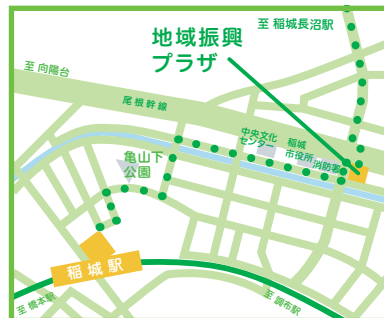 至 稲城長沼駅
地域振興
プラザ
至 向陽台
尾根幹線
中央文化
センター
稲城
市役所
消防署
亀山下
公園
稲城駅
至 橋本駅
至 調布駅